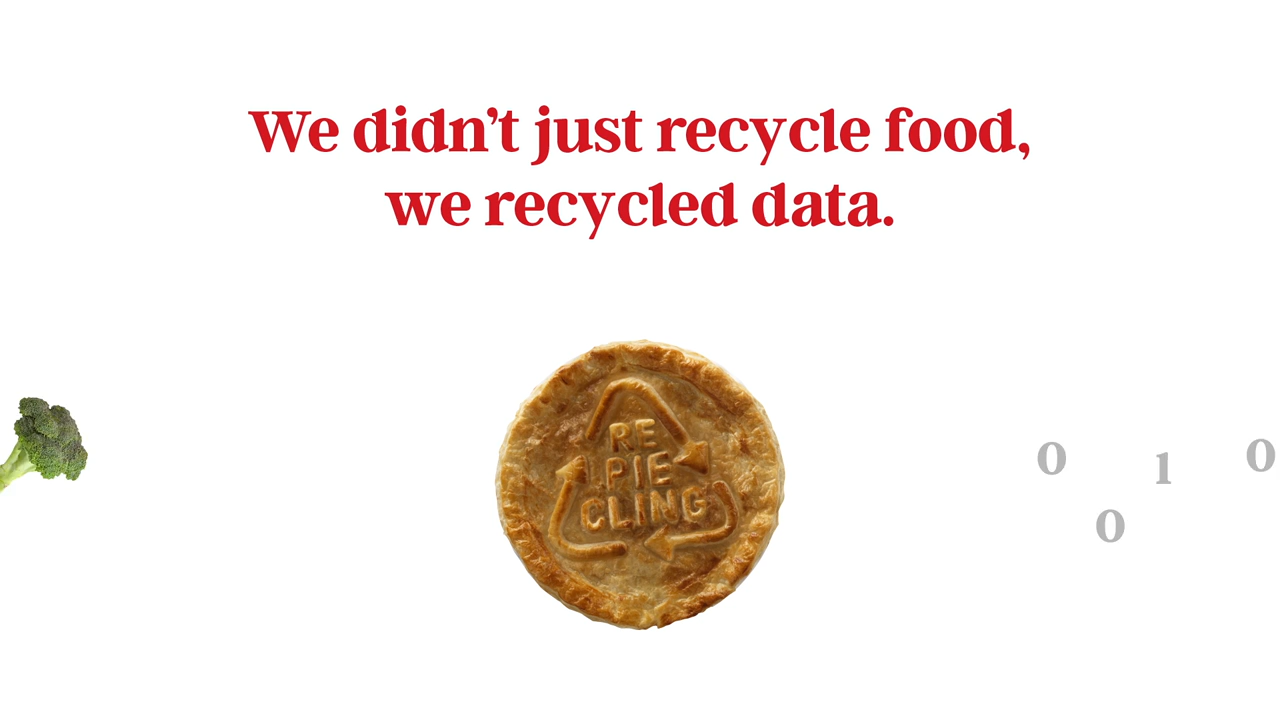 We didn’t just recycle food,
we recycled data.
RE
PIE
CLING
0 1 0
0